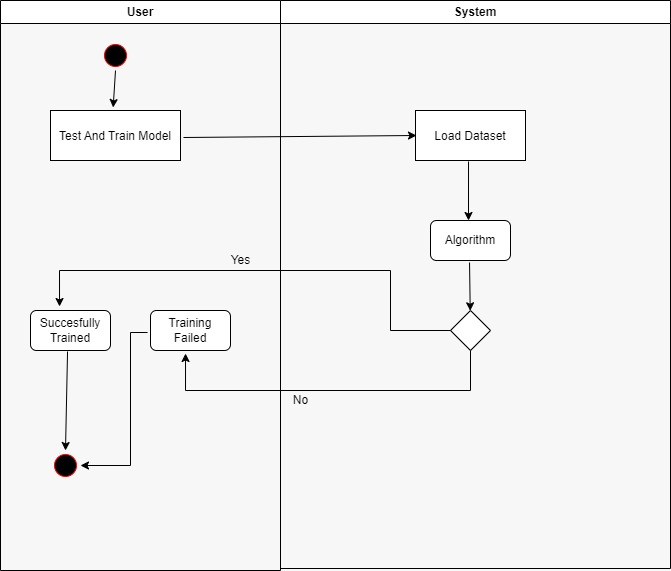 User
System
Test And Train Model
Load Dataset
Algorithm
Yes
Succesfully
Trained
Training
Failed
No